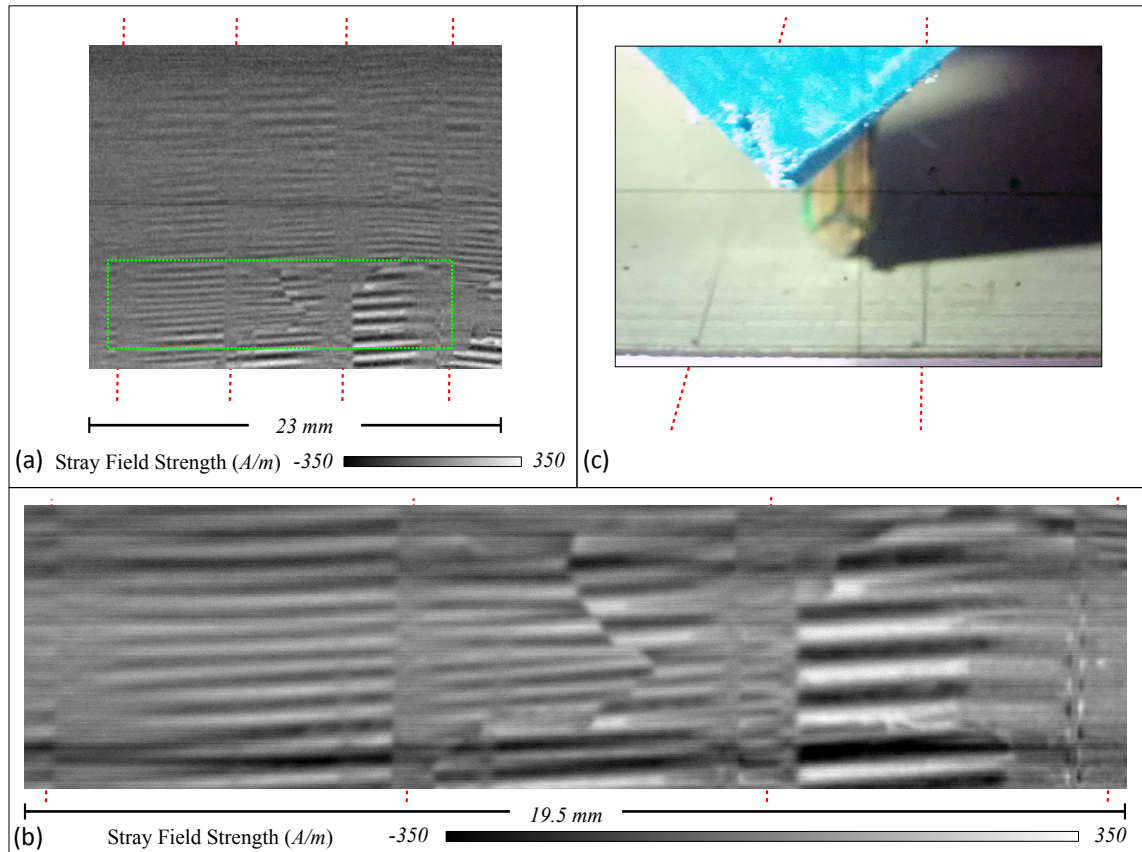 23 mm
(a) Stray Field Strength (A/m) -350 350
(c)
19.5 mm
(b) Stray Field Strength (A/m) -350 350